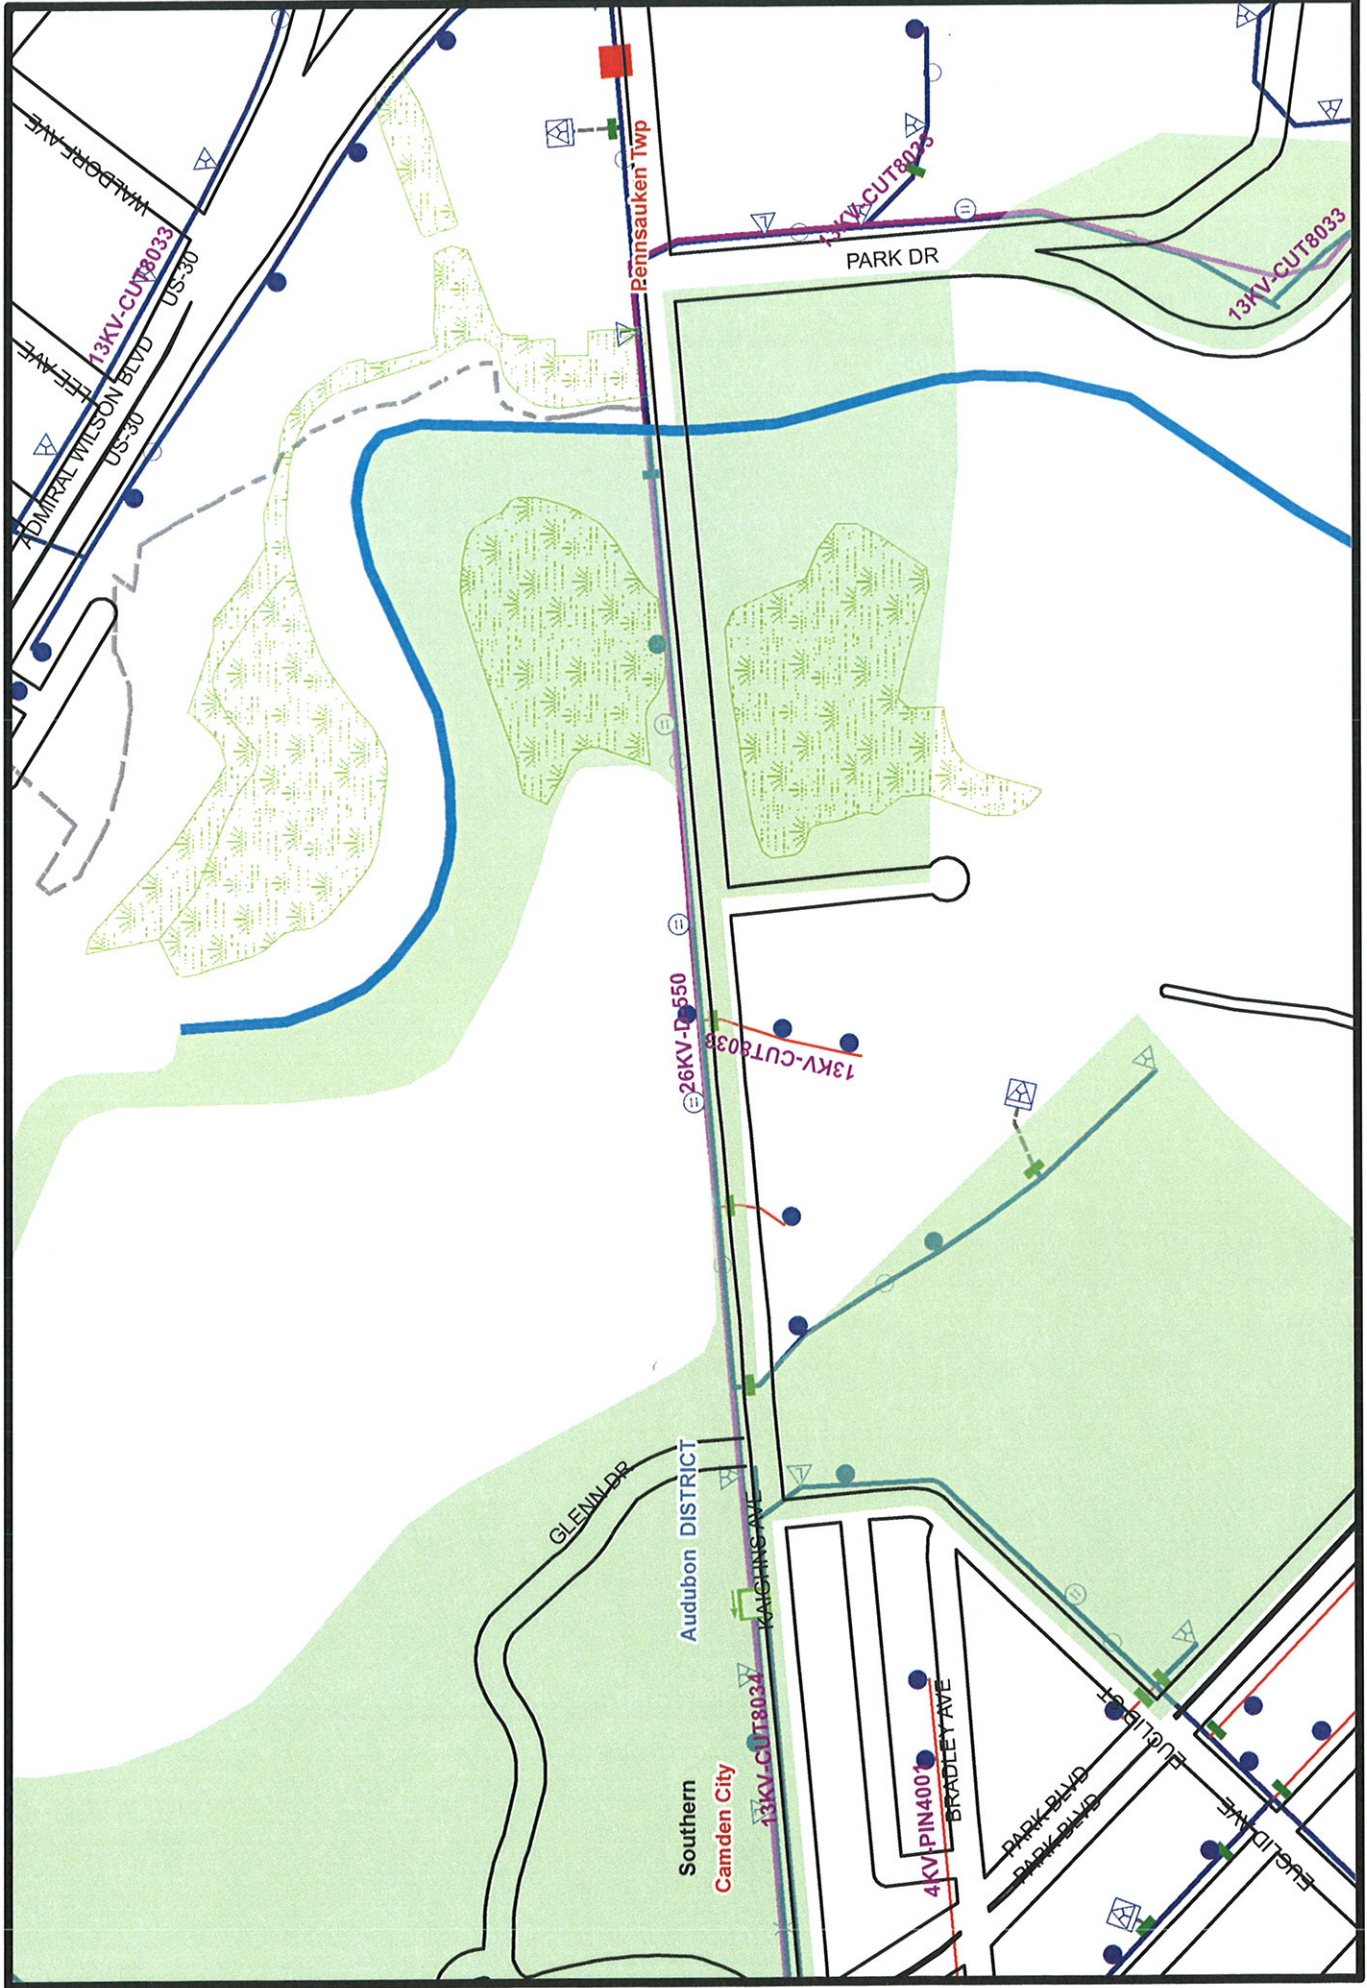 WALDORF AVE
13KV-CUT8033
US-30
LEE AVE
ADMIRAL WILSON BLVD
US-30
Pennsauken Twp
13KV-CUT8033
PARK DR
13KV-CUT8033
26KV-D-550
13KV-CUT8038
GLENN DR
Audubon DISTRICT
KAIGHNS AVE
13KV-CUT8034
Southern
Camden City
4KV-PIN4001
BRADLEY AVE
PARK BLVD
PARK BLVD
EUCLID ST
EUCLID AVE